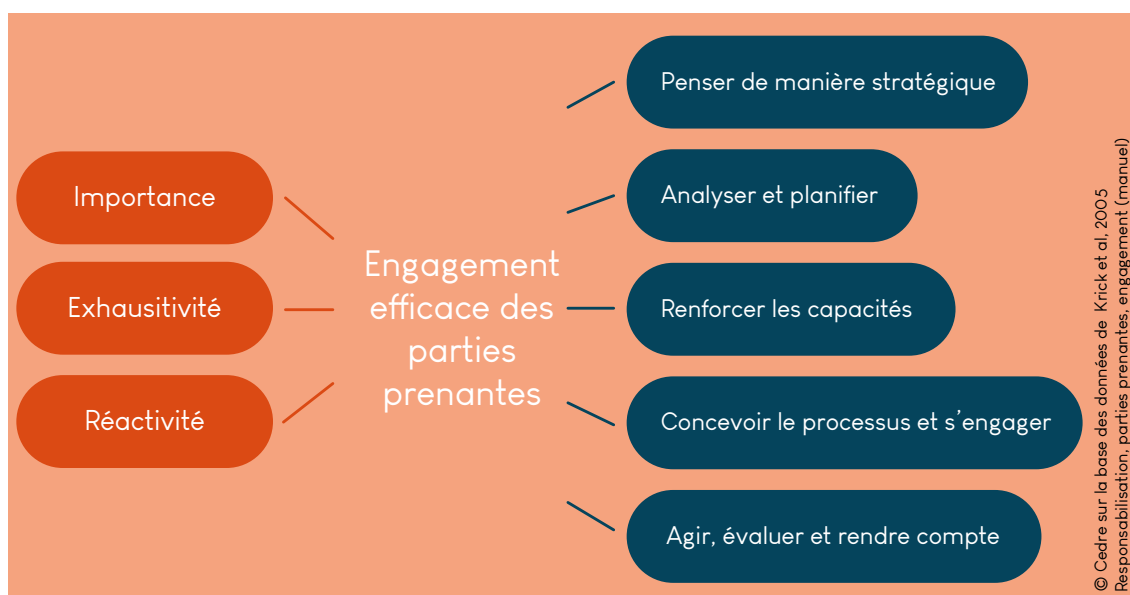 Importance
Exhausitivité
Réactivité
Engagement
efficace des
parties
prenantes
Penser de manière stratégique
Analyser et planifier
Renforcer les capacités
Concevoir le processus et s’engager
Agir, évaluer et rendre compte
© Cedre sur la base des données de Krick et al, 2005
Responsabilisation, parties prenantes, engagement (manuel)